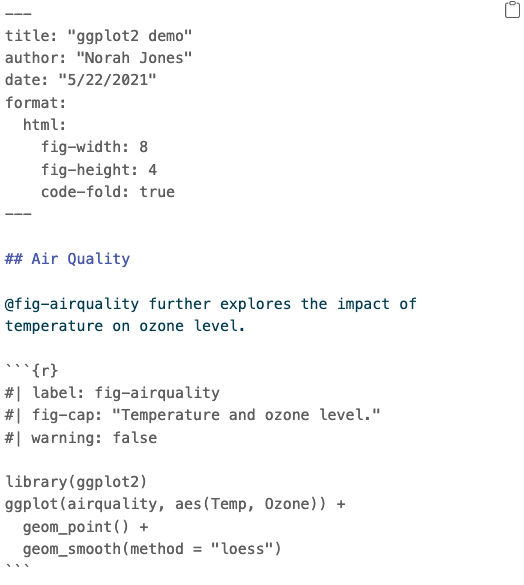 ---
title: "ggplot2 demo"
author: "Norah Jones"
date: "5/22/2021"
format:
  html:
    fig-width: 8
    fig-height: 4
    code-fold: true
---

## Air Quality

@fig-airquality further explores the impact of
temperature on ozone level.

```{r}
#| label: fig-airquality
#| fig-cap: "Temperature and ozone level."
#| warning: false

library(ggplot2)
ggplot(airquality, aes(Temp, Ozone)) +
  geom_point() +
  geom_smooth(method = "loess")
```